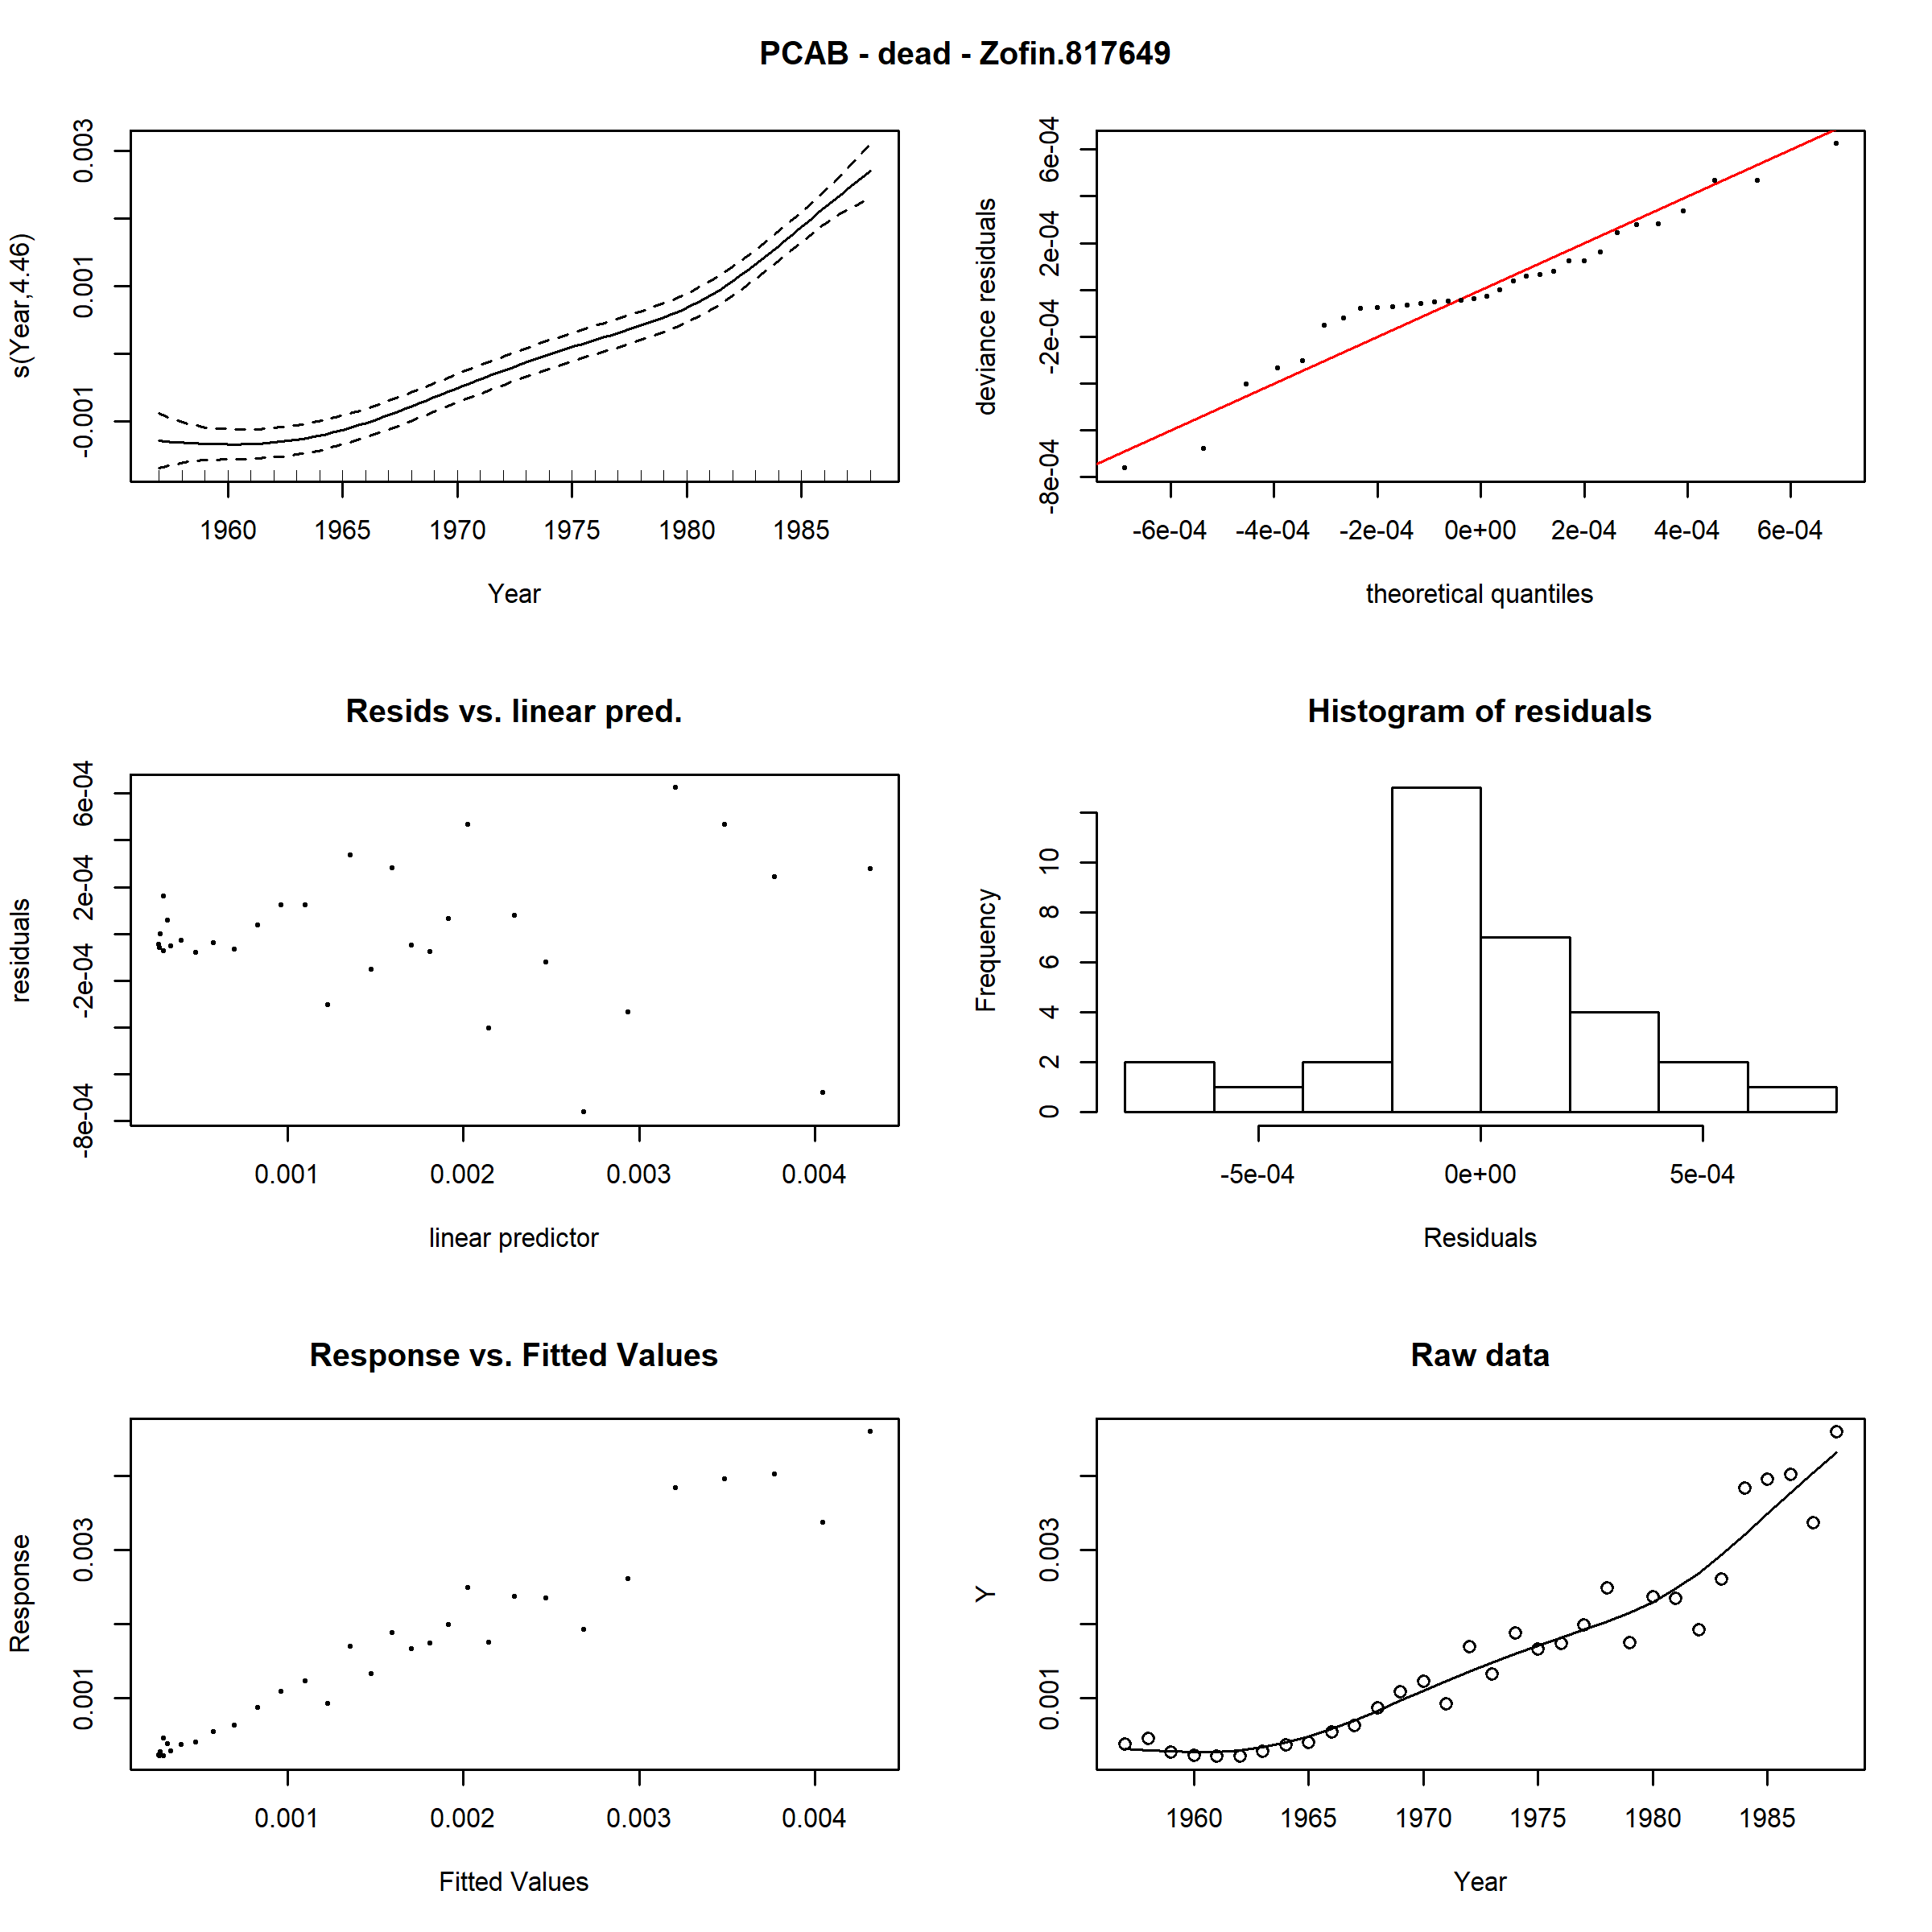 PCAB - dead - Zofin.817649
s(Year,4.46)
-0.001 0.001 0.003
1960 1965 1970 1975 1980 1985
Year
deviance residuals
-8e-04 -2e-04 2e-04 6e-04
-6e-04 -4e-04 -2e-04 0e+00 2e-04 4e-04 6e-04
theoretical quantiles
Resids vs. linear pred.
residuals
-8e-04 -2e-04 2e-04 6e-04
0.001 0.002 0.003 0.004
linear predictor
Histogram of residuals
Frequency
0 2 4 6 8 10
-5e-04 0e+00 5e-04
Residuals
Response vs. Fitted Values
Response
0.001 0.003
0.001 0.002 0.003 0.004
Fitted Values
Raw data
Y
0.001 0.003
1960 1965 1970 1975 1980 1985
Year